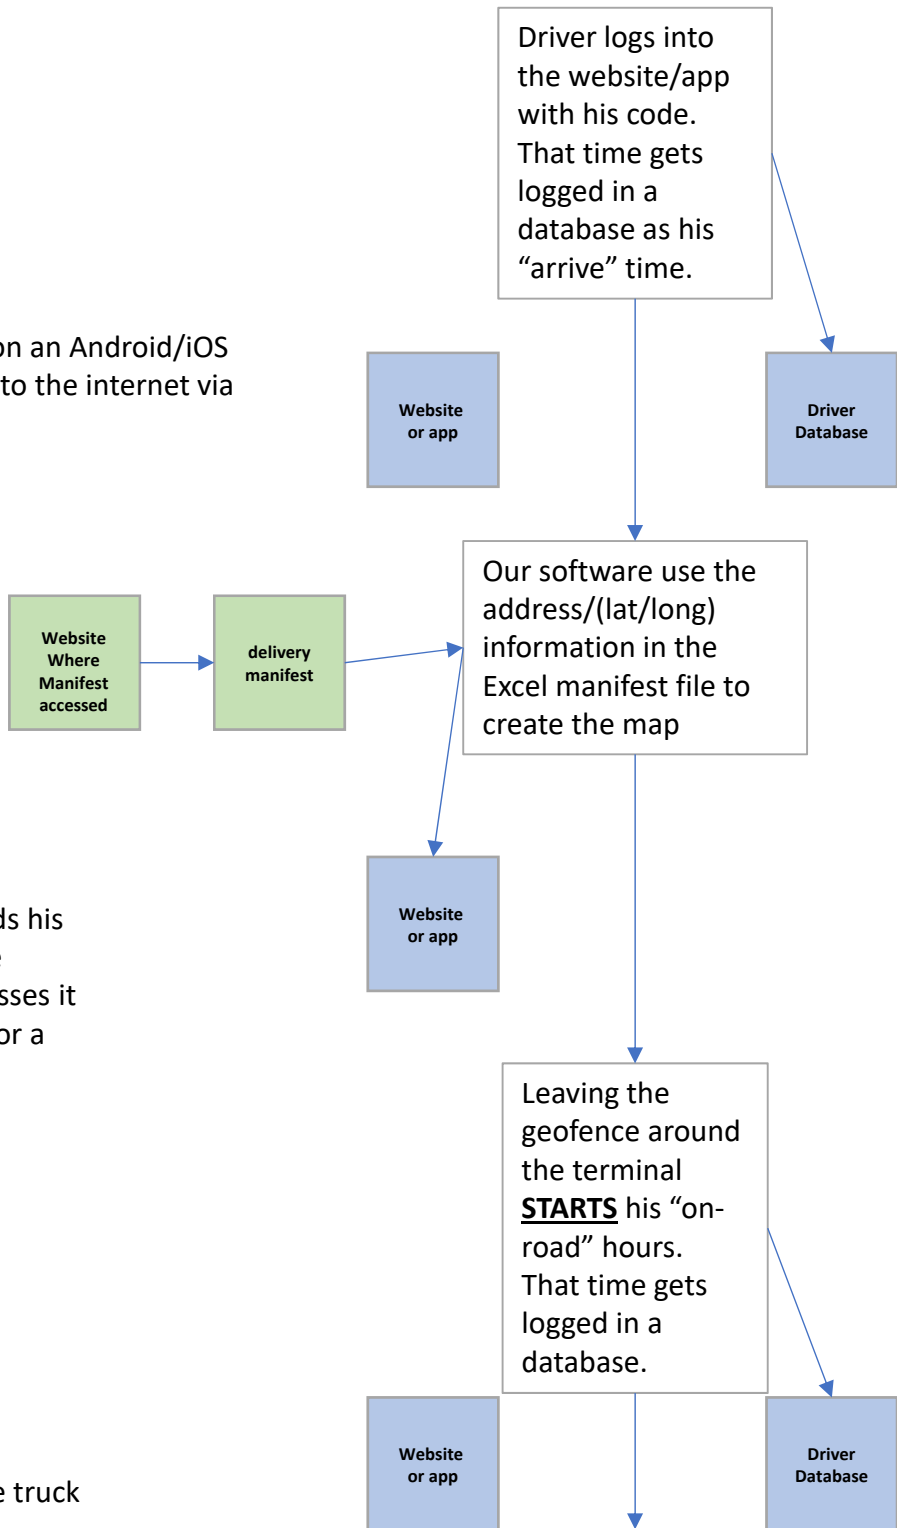 Driver logs into
the website/app
with his code.
That time gets
logged in a
database as his
“arrive” time.
on an Android/iOS
to the internet via
Website
or app
Driver
Database
Our software use the
address/(lat/long)
information in the
Excel manifest file to
create the map
Website
Where
Manifest
accessed
delivery
manifest
Website
or app
ds his
sses it
or a
Leaving the
geofence around
the terminal
STARTS his “on-
road” hours.
That time gets
logged in a
database.
Website
or app
Driver
Database
e truck